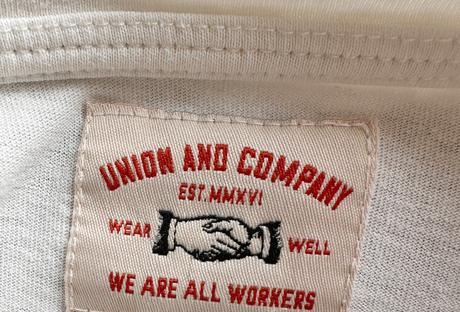 UNION AND COMPANY
EST.MMXVI
WEAR WELL
WE ARE ALL WORKERS